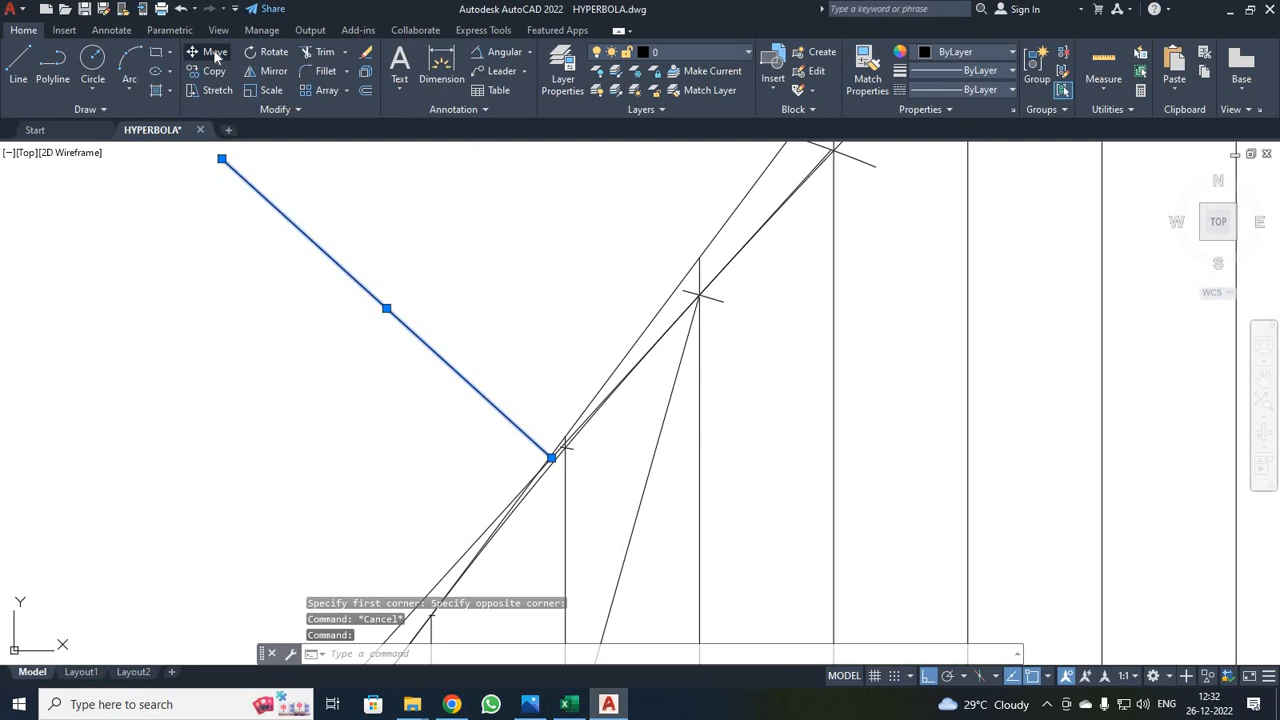 Share
Autodesk AutoCAD 2022 HYPERBOLA.dwg
Type a keyword or phrase
Sign In
Home Insert Annotate Parametric View Manage Output Add-ins Collaborate Express Tools Featured Apps
Line Polyline Circle Arc
Move Rotate Trim
Copy Mirror Fillet
Stretch Scale Array
Text Dimension
Angular
Leader
Table
Layer Properties
0
Make Current
Match Layer
Insert
Create
Edit
Match Properties
ByLayer
ByLayer
ByLayer
Group
Measure
Paste
Base
Draw Modify Annotation Layers Block Properties Groups Utilities Clipboard View
Start HYPERBOLA*
[−][Top][2D Wireframe]
N
W TOP E
S
WCS
Y
X
Specify first corner: Specify opposite corner:
Command: *Cancel*
Command:
Type a command
Model Layout1 Layout2
MODEL
1:1
Type here to search
29°C Cloudy
ENG
12:32
26-12-2022